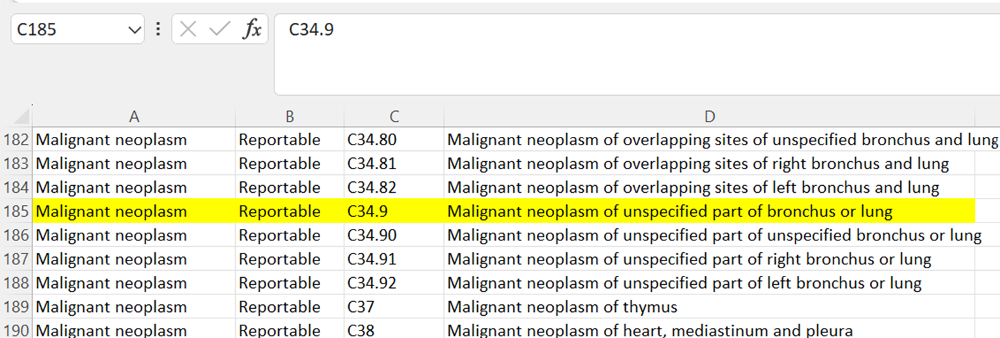 C185 fx C34.9
A B C D
182 Malignant neoplasm Reportable C34.80 Malignant neoplasm of overlapping sites of unspecified bronchus and lung
183 Malignant neoplasm Reportable C34.81 Malignant neoplasm of overlapping sites of right bronchus and lung
184 Malignant neoplasm Reportable C34.82 Malignant neoplasm of overlapping sites of left bronchus and lung
185 Malignant neoplasm Reportable C34.9 Malignant neoplasm of unspecified part of bronchus or lung
186 Malignant neoplasm Reportable C34.90 Malignant neoplasm of unspecified part of unspecified bronchus or lung
187 Malignant neoplasm Reportable C34.91 Malignant neoplasm of unspecified part of right bronchus or lung
188 Malignant neoplasm Reportable C34.92 Malignant neoplasm of unspecified part of left bronchus or lung
189 Malignant neoplasm Reportable C37 Malignant neoplasm of thymus
190 Malignant neoplasm Reportable C38 Malignant neoplasm of heart, mediastinum and pleura